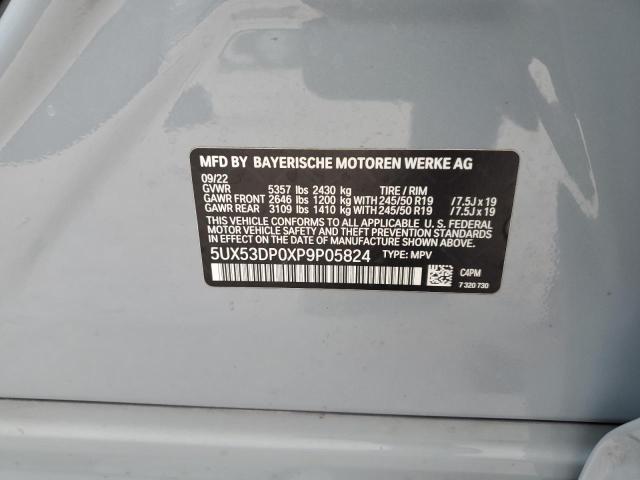 MFD BY BAYERISCHE MOTOREN WERKE AG
09/22
GVWR 5357 lbs 2430 kg TIRE / RIM
GAWR FRONT 2646 lbs 1200 kg WITH 245/50 R19 /7.5J x 19
GAWR REAR 3109 lbs 1410 kg WITH 245/50 R19 /7.5J x 19
THIS VEHICLE CONFORMS TO ALL APPLICABLE U. S. FEDERAL
MOTOR VEHICLE SAFETY AND THEFT PREVENTION STANDARDS
IN EFFECT ON THE DATE OF MANUFACTURE SHOWN ABOVE.
5UX53DP0XP9P05824 TYPE: MPV
C4PM
7 320 730